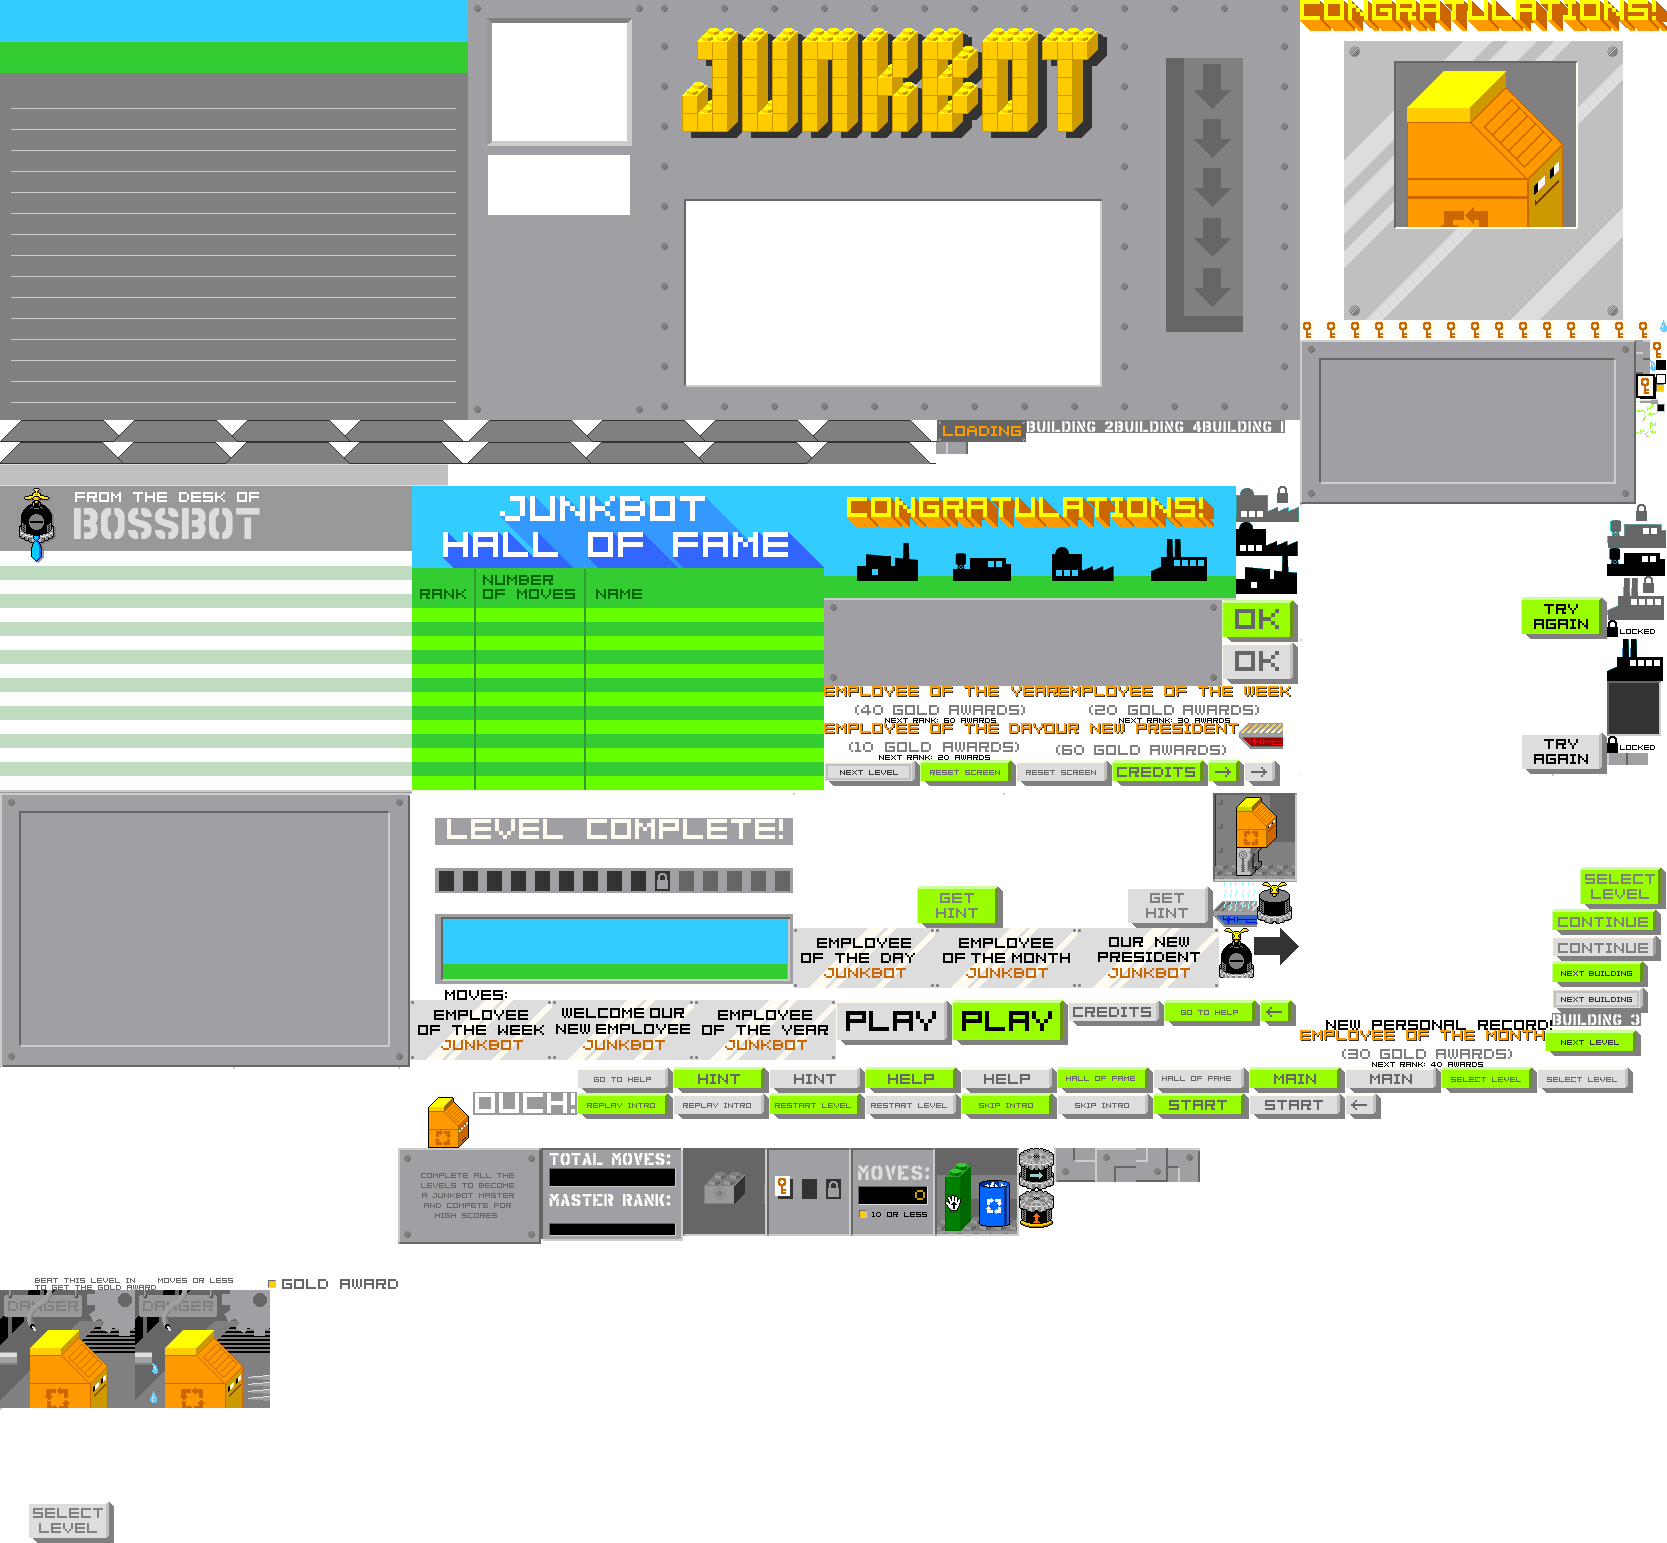 CONGRATULATIONS!
JUNKBOT
LOADING
BUILDING 2
BUILDING 4
BUILDING 1
FROM THE DESK OF
BOSSBOT
JUNKBOT
HALL OF FAME
RANK
NUMBER
OF MOVES
NAME
CONGRATULATIONS!
OK
OK
TRY
AGAIN
LOCKED
EMPLOYEE OF THE YEAR
(40 GOLD AWARDS)
NEXT RANK: 60 AWARDS
EMPLOYEE OF THE WEEK
(20 GOLD AWARDS)
NEXT RANK: 30 AWARDS
EMPLOYEE OF THE DAY
(10 GOLD AWARDS)
NEXT RANK: 20 AWARDS
OUR NEW PRESIDENT
(60 GOLD AWARDS)
TRY
AGAIN
LOCKED
NEXT LEVEL
RESET SCREEN
RESET SCREEN
CREDITS
LEVEL COMPLETE!
GET
HINT
GET
HINT
SELECT
LEVEL
CONTINUE
CONTINUE
NEXT BUILDING
NEXT BUILDING
BUILDING 3
EMPLOYEE
OF THE DAY
JUNKBOT
EMPLOYEE
OF THE MONTH
JUNKBOT
OUR NEW
PRESIDENT
JUNKBOT
MOVES:
EMPLOYEE
OF THE WEEK
JUNKBOT
WELCOME OUR
NEW EMPLOYEE
JUNKBOT
EMPLOYEE
OF THE YEAR
JUNKBOT
PLAY
PLAY
CREDITS
GO TO HELP
NEW PERSONAL RECORD!
EMPLOYEE OF THE MONTH
(30 GOLD AWARDS)
NEXT RANK: 40 AWARDS
NEXT LEVEL
GO TO HELP
HINT
HINT
HELP
HELP
HALL OF FAME
HALL OF FAME
MAIN
MAIN
SELECT LEVEL
SELECT LEVEL
OUCH!
REPLAY INTRO
REPLAY INTRO
RESTART LEVEL
RESTART LEVEL
SKIP INTRO
SKIP INTRO
START
START
COMPLETE ALL THE
LEVELS TO BECOME
A JUNKBOT MASTER
AND COMPETE FOR
HIGH SCORES
TOTAL MOVES:
MASTER RANK:
MOVES:
0
10 OR LESS
BEAT THIS LEVEL IN MOVES OR LESS
TO GET THE GOLD AWARD
GOLD AWARD
DANGER
DANGER
SELECT
LEVEL